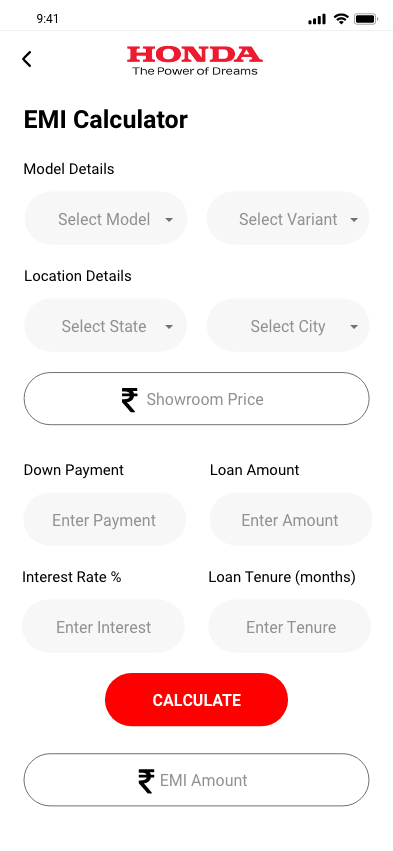 9:41
HONDA
The Power of Dreams
EMI Calculator
Model Details
Select Model Select Variant
Location Details
Select State Select City
₹ Showroom Price
Down Payment Loan Amount
Enter Payment Enter Amount
Interest Rate % Loan Tenure (months)
Enter Interest Enter Tenure
CALCULATE
₹ EMI Amount